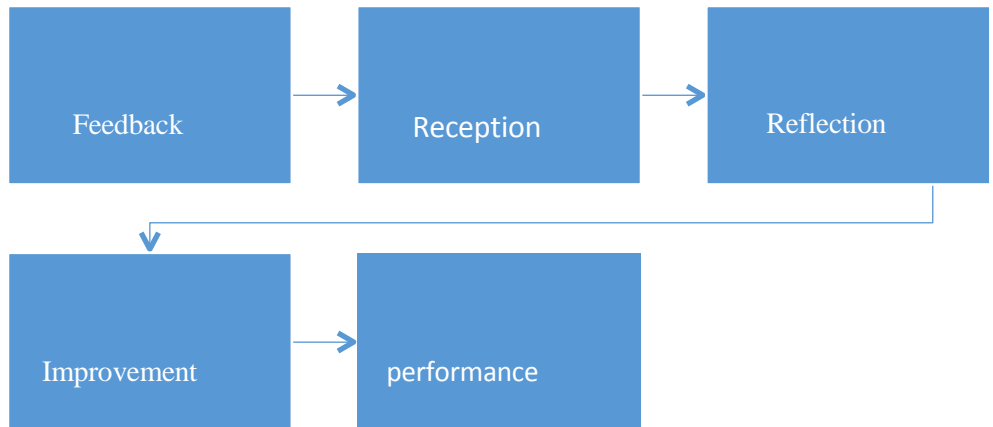 Feedback
Reception
Reflection
Improvement
performance